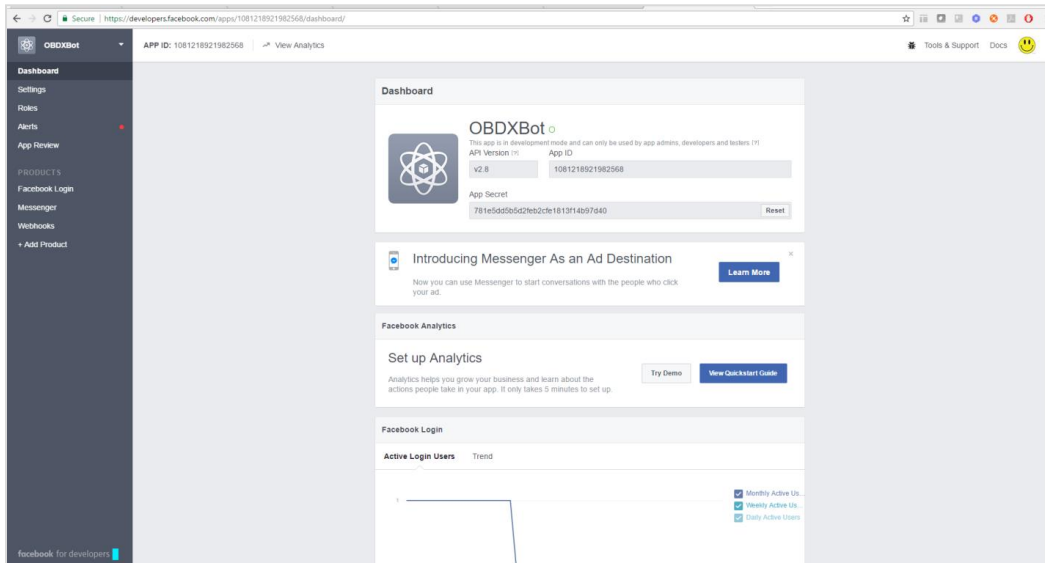 Secure | https://developers.facebook.com/apps/1081218921982568/dashboard/
OBDXBot
APP ID: 1081218921982568
View Analytics
Tools & Support
Docs
Dashboard
Settings
Roles
Alerts
App Review
PRODUCTS
Facebook Login
Messenger
Webhooks
+ Add Product
facebook for developers
Dashboard
OBDXBot
This app is in development mode and can only be used by app admins, developers and testers [?]
API Version [?]
App ID
v2.8
1081218921982568
App Secret
781e5dd5b5d2feb2cfe1813f14b97d40
Reset
Introducing Messenger As an Ad Destination
Now you can use Messenger to start conversations with the people who click
your ad.
Learn More
Facebook Analytics
Set up Analytics
Analytics helps you grow your business and learn about the
actions people take in your app. It only takes 5 minutes to set up.
Try Demo
View Quickstart Guide
Facebook Login
Active Login Users
Trend
Monthly Active Us...
Weekly Active Us...
Daily Active Users